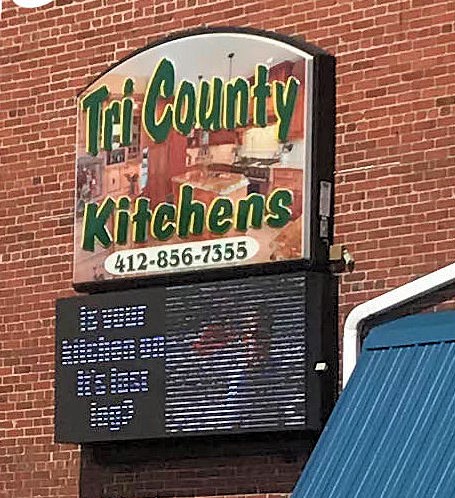 Tri County
Kitchens
412-856-7355
Is your
kitchen on
it's last
leg?